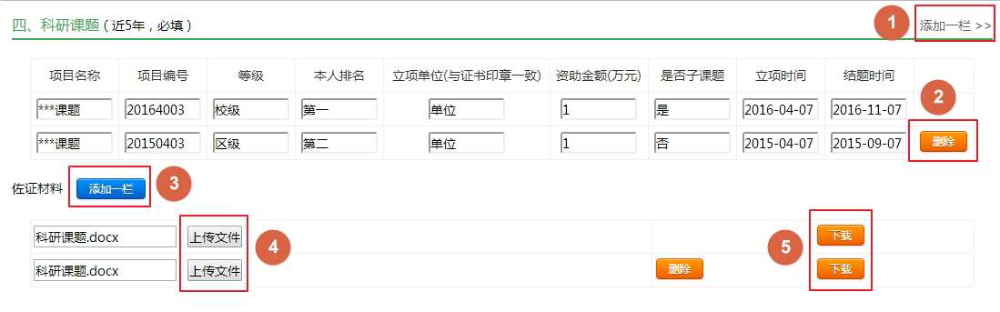 四、科研课题（近5年，必填） 1 添加一栏 >>
项目名称 项目编号 等级 本人排名 立项单位(与证书印章一致) 资助金额(万元) 是否子课题 立项时间 结题时间
2
***课题 20164003 校级 第一 单位 1 是 2016-04-07 2016-11-07
***课题 20150403 区级 第二 单位 1 否 2015-04-07 2015-09-07 删除
佐证材料 添加一栏 3
科研课题.docx 上传文件 4 5 下载
科研课题.docx 上传文件 删除 下载